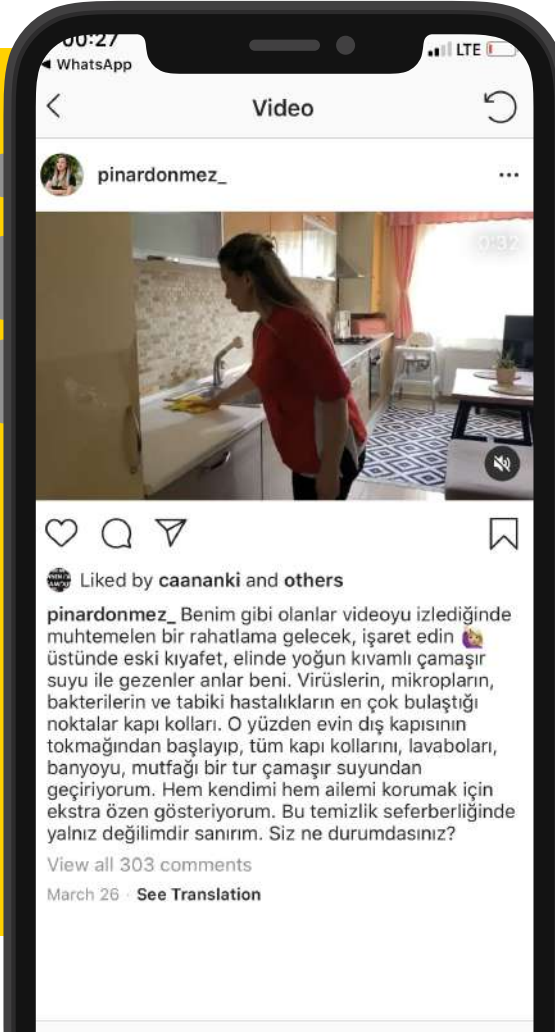 00:27
LTE
WhatsApp
Video
pinardonmez_
0:32
Liked by caananki and others
pinardonmez_ Benim gibi olanlar videoyu izlediğinde
muhtemelen bir rahatlama gelecek, işaret edin
üstünde eski kıyafet, elinde yoğun kıvamlı çamaşır
suyu ile gezenler anlar beni. Virüslerin, mikropların,
bakterilerin ve tabiki hastalıkların en çok bulaştığı
noktalar kapı kolları. O yüzden evin dış kapısının
tokmağından başlayıp, tüm kapı kollarını, lavaboları,
banyoyu, mutfağı bir tur çamaşır suyundan
geçiriyorum. Hem kendimi hem ailemi korumak için
ekstra özen gösteriyorum. Bu temizlik seferberliğinde
yalnız değilimdir sanırım. Siz ne durumdasınız?
View all 303 comments
March 26 · See Translation